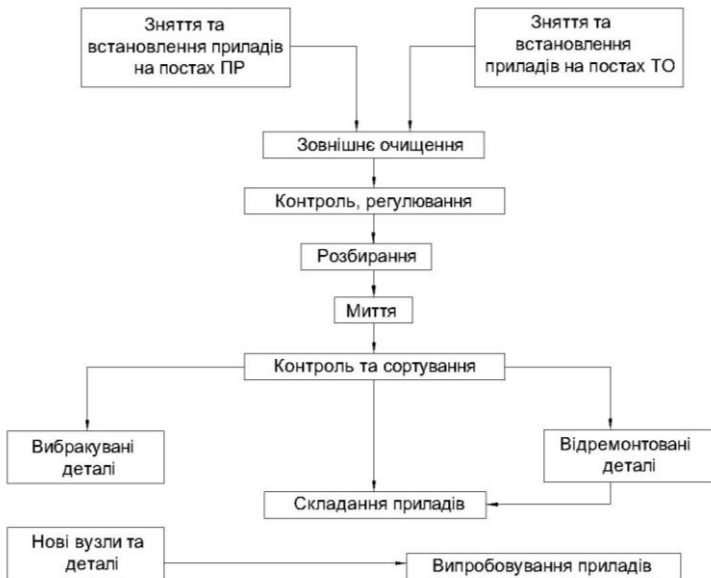 Зняття та
встановлення приладів
на постах ПР
Зняття та
встановлення
приладів на постах ТО
Зовнішнє очищення
Контроль, регулювання
Розбирання
Миття
Контроль та сортування
Вибракувані
деталі
Відремонтовані
деталі
Складання приладів
Нові вузли та
деталі
Випробовування приладів